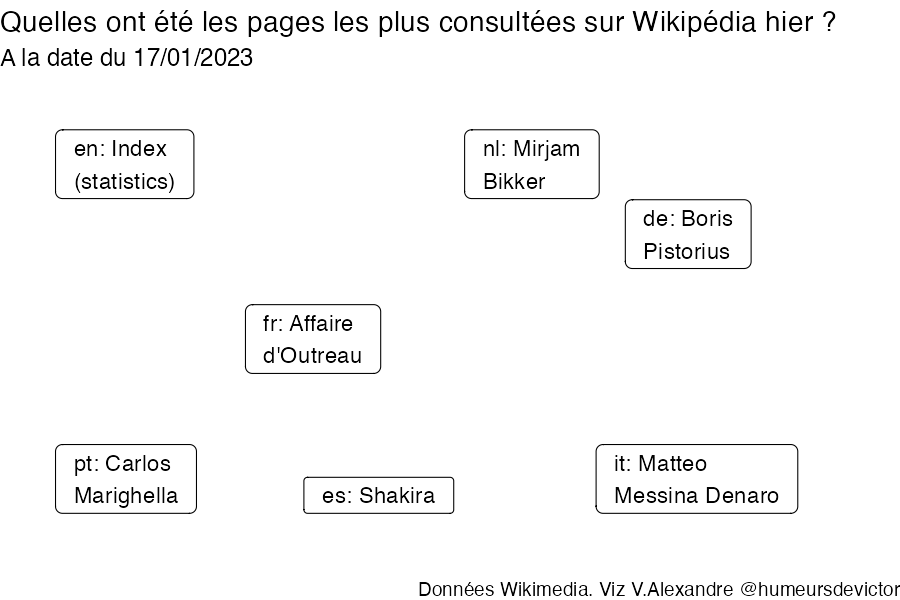 Quelles ont été les pages les plus consultées sur Wikipédia hier ?
A la date du 17/01/2023
en: Index
(statistics)
nl: Mirjam
Bikker
de: Boris
Pistorius
fr: Affaire
d'Outreau
pt: Carlos
Marighella
es: Shakira
it: Matteo
Messina Denaro
Données Wikimedia. Viz V.Alexandre @humeursdevictor